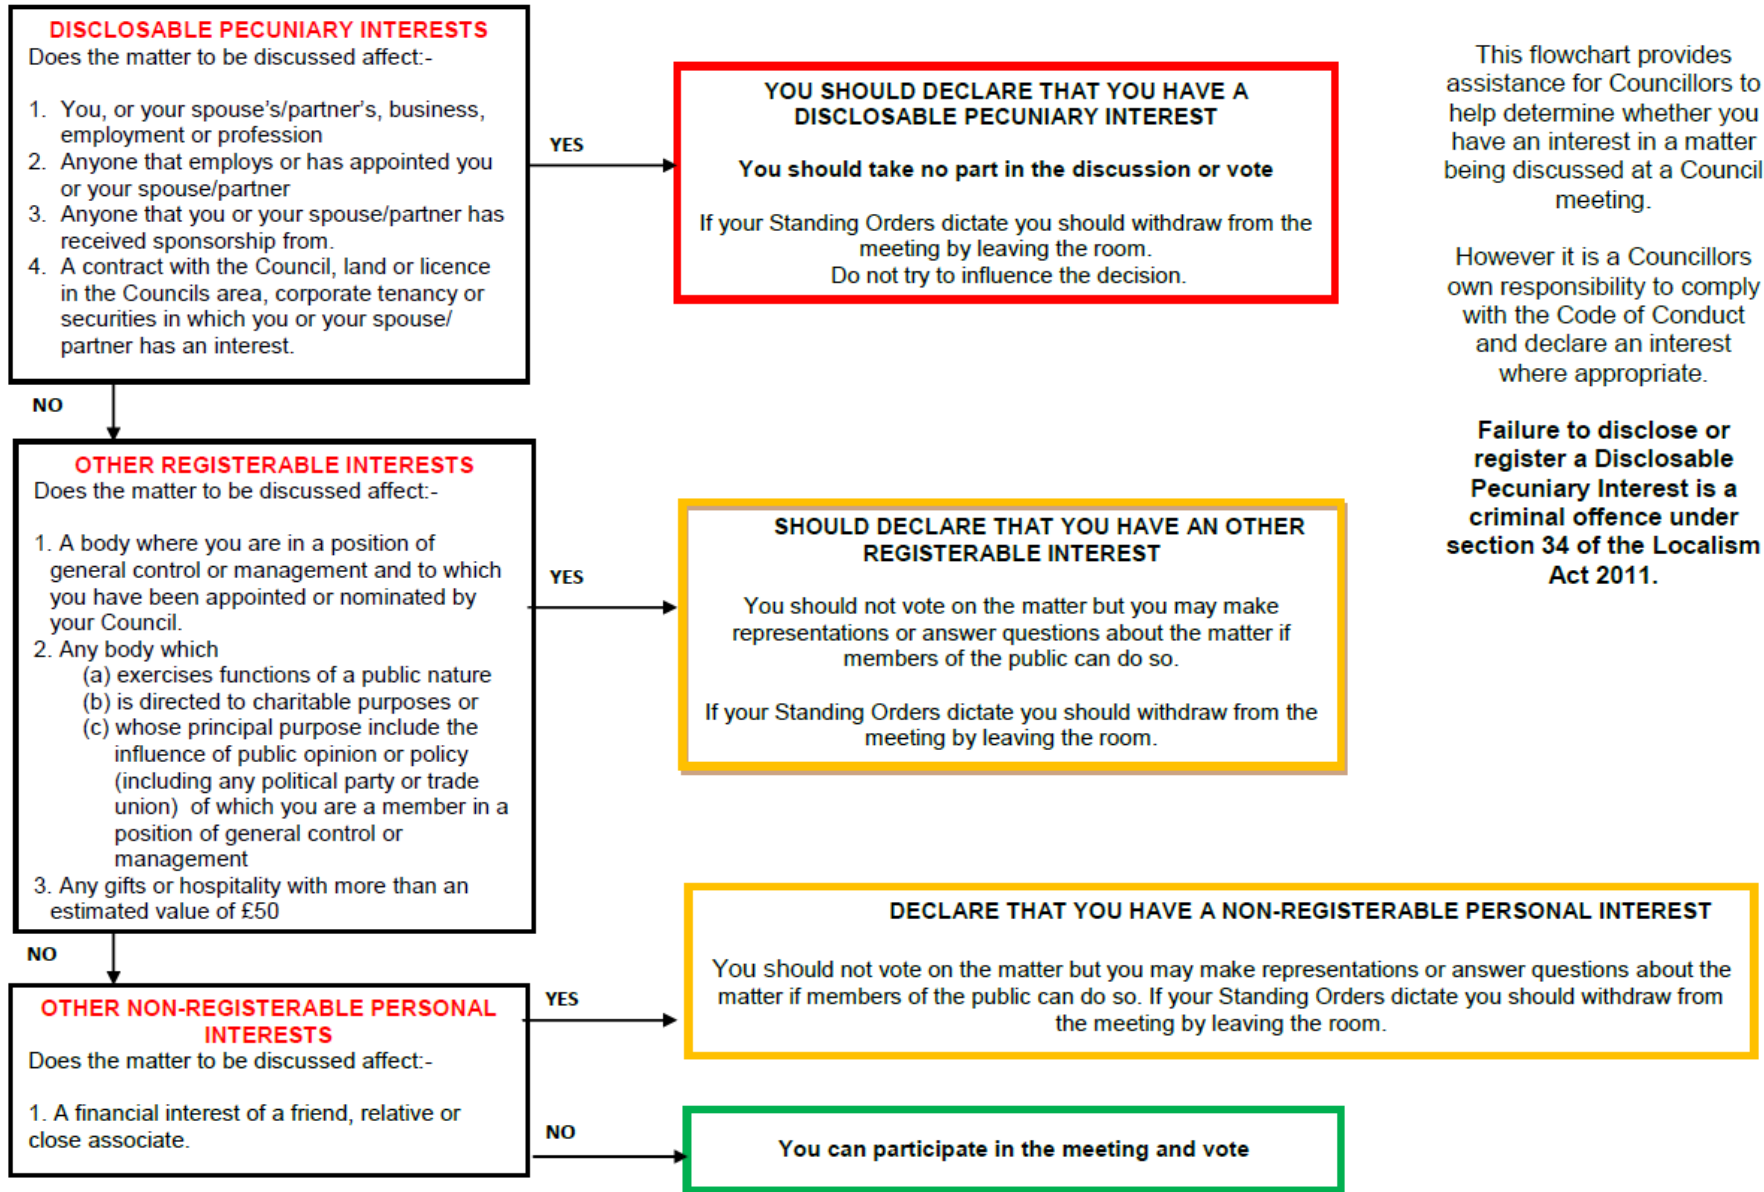 DISCLOSABLE PECUNIARY INTERESTS
Does the matter to be discussed affect:-
1. You, or your spouse's/partner's, business,
employment or profession
2. Anyone that employs or has appointed you
or your spouse/partner
3. Anyone that you or your spouse/partner has
received sponsorship from.
4. A contract with the Council, land or licence
in the Councils area, corporate tenancy or
securities in which you or your spouse/
partner has an interest.
YES
YOU SHOULD DECLARE THAT YOU HAVE A
DISCLOSABLE PECUNIARY INTEREST
You should take no part in the discussion or vote
If your Standing Orders dictate you should withdraw from the
meeting by leaving the room.
Do not try to influence the decision.
This flowchart provides
assistance for Councillors to
help determine whether you
have an interest in a matter
being discussed at a Council
meeting.
However it is a Councillors
own responsibility to comply
with the Code of Conduct
and declare an interest
where appropriate.
Failure to disclose or
register a Disclosable
Pecuniary Interest is a
criminal offence under
section 34 of the Localism
Act 2011.
NO
OTHER REGISTERABLE INTERESTS
Does the matter to be discussed affect:-
1. A body where you are in a position of
general control or management and to which
you have been appointed or nominated by
your Council.
2. Any body which
(a) exercises functions of a public nature
(b) is directed to charitable purposes or
(c) whose principal purpose include the
influence of public opinion or policy
(including any political party or trade
union) of which you are a member in a
position of general control or
management
3. Any gifts or hospitality with more than an
estimated value of £50
YES
SHOULD DECLARE THAT YOU HAVE AN OTHER
REGISTERABLE INTEREST
You should not vote on the matter but you may make
representations or answer questions about the matter if
members of the public can do so.
If your Standing Orders dictate you should withdraw from the
meeting by leaving the room.
NO
OTHER NON-REGISTERABLE PERSONAL
INTERESTS
Does the matter to be discussed affect:-
1. A financial interest of a friend, relative or
close associate.
YES
DECLARE THAT YOU HAVE A NON-REGISTERABLE PERSONAL INTEREST
You should not vote on the matter but you may make representations or answer questions about the
matter if members of the public can do so. If your Standing Orders dictate you should withdraw from
the meeting by leaving the room.
NO
You can participate in the meeting and vote